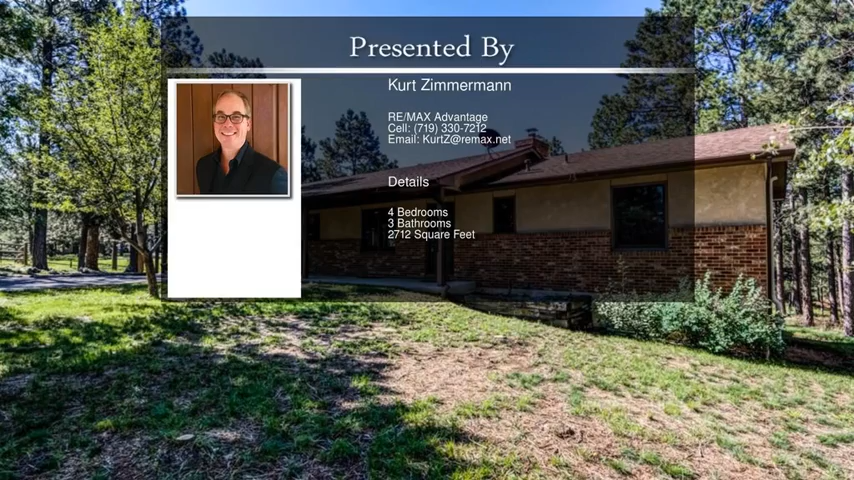 Presented By
Kurt Zimmermann
RE/MAX Advantage
Cell: (719) 330-7212
Email: KurtZ@remax.net
Details
4 Bedrooms
3 Bathrooms
2712 Square Feet